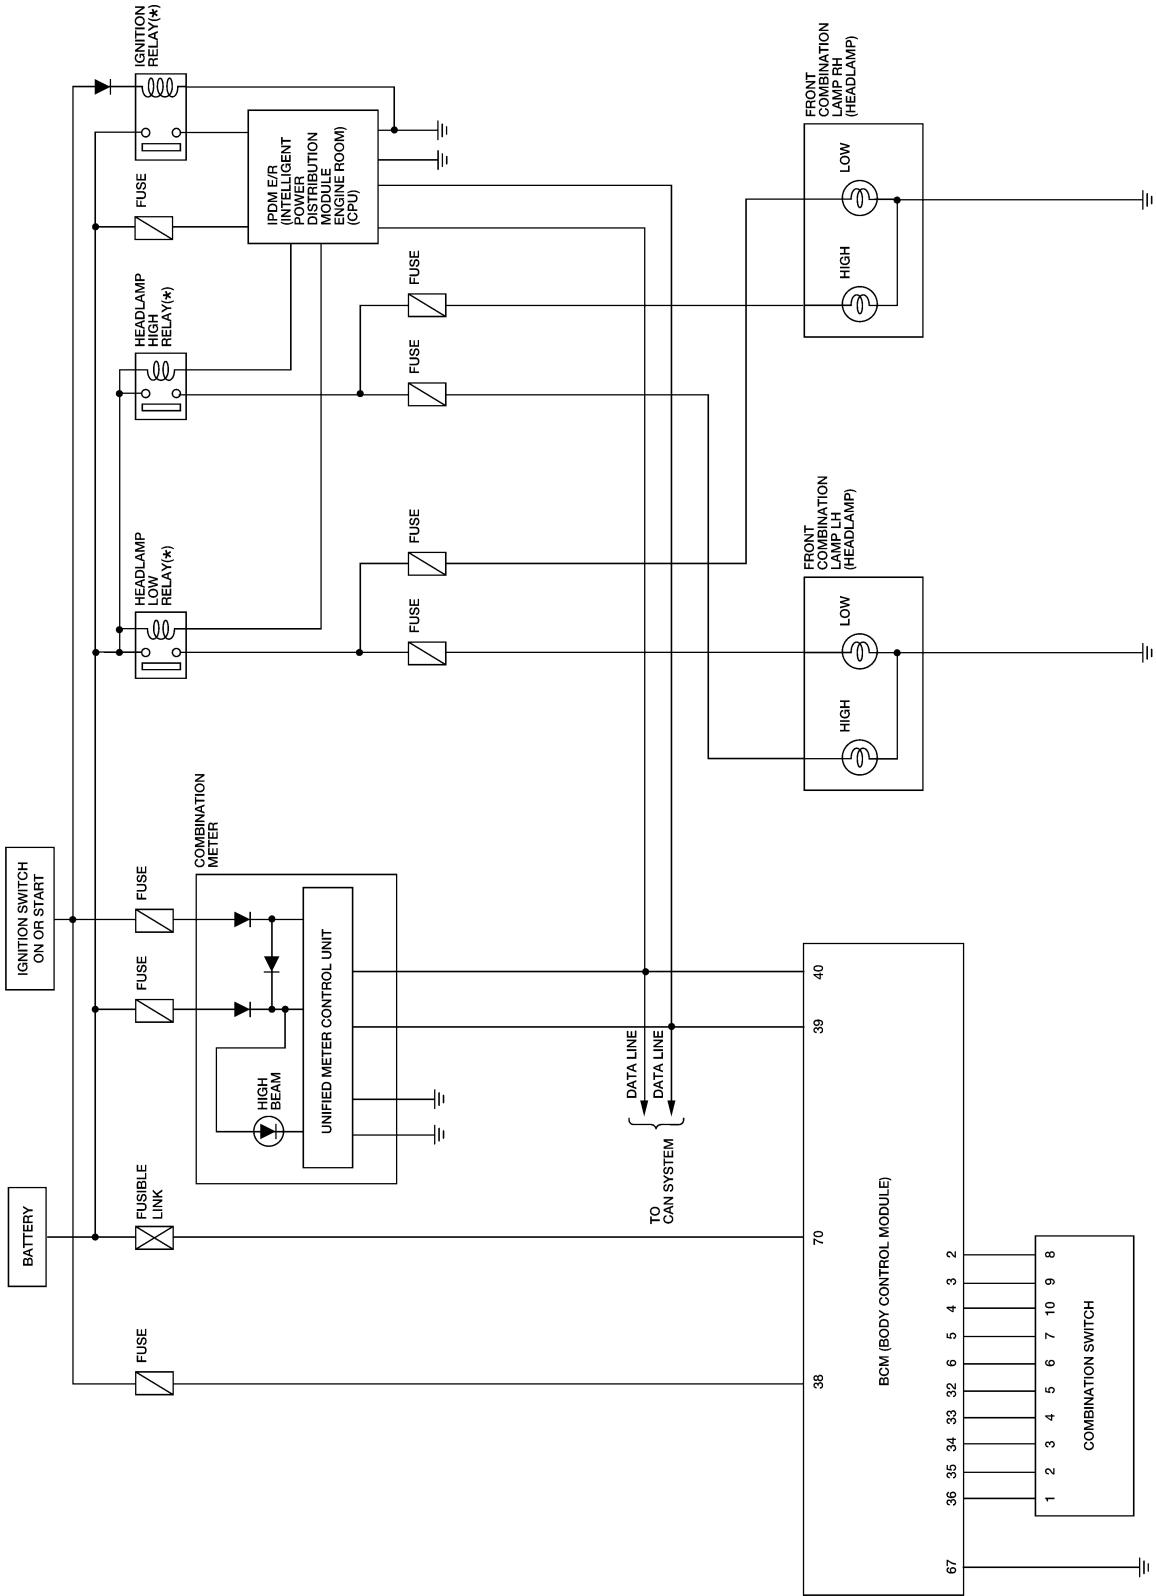 IGNITION SWITCH
ON OR START
BATTERY
IGNITION
RELAY(*)
FUSE
HEADLAMP
HIGH
RELAY(*)
HEADLAMP
LOW
RELAY(*)
FUSE
FUSE
FUSIBLE
LINK
FUSE
IPDM E/R
(INTELLIGENT
POWER
DISTRIBUTION
MODULE
ENGINE ROOM)
(CPU)
COMBINATION
METER
HIGH
BEAM
UNIFIED METER CONTROL UNIT
FUSE
FUSE
FUSE
FUSE
DATA LINE
DATA LINE
TO
CAN SYSTEM
FRONT
COMBINATION
LAMP RH
(HEADLAMP)
LOW
HIGH
FRONT
COMBINATION
LAMP LH
(HEADLAMP)
LOW
HIGH
40
39
70
38
BCM (BODY CONTROL MODULE)
2
3
4
5
6
32
33
34
35
36
67
8
9
10
7
6
5
4
3
2
1
COMBINATION SWITCH